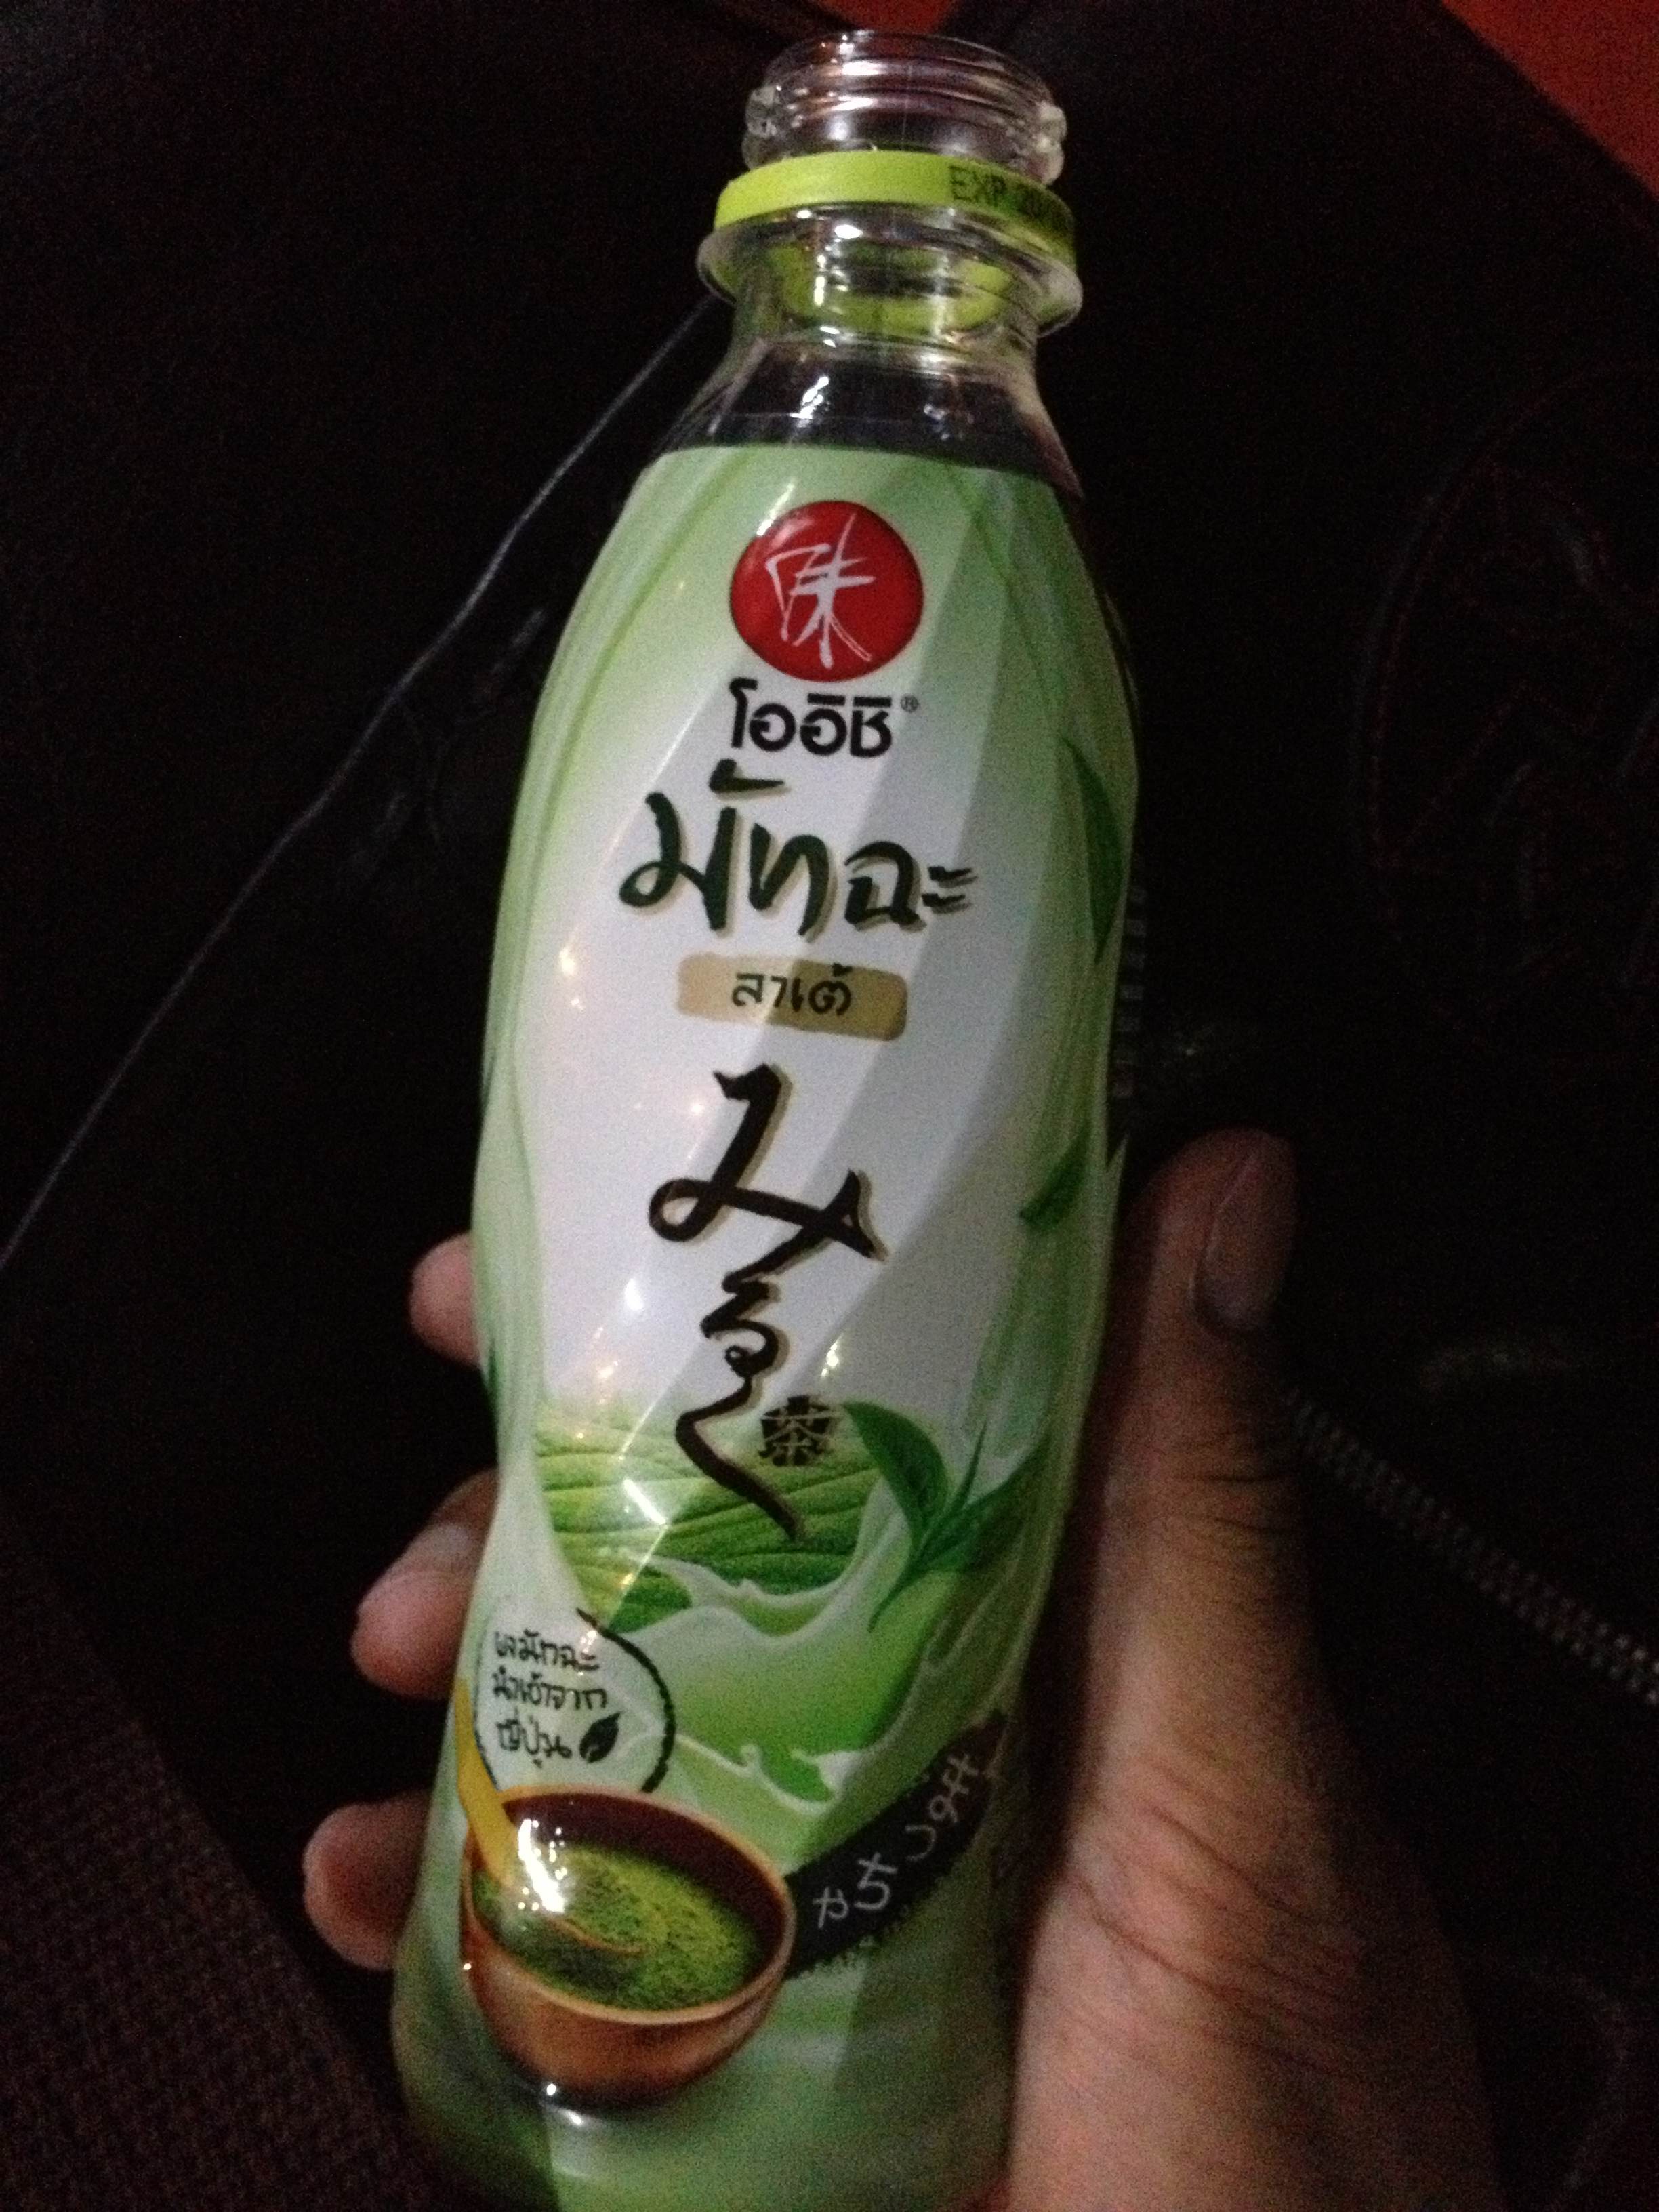 EXP
味
โออิชิ®
มัทฉะ
ลาเต้
みるく
茶
ผงมัทฉะ
นำเข้าจาก
ญี่ปุ่น